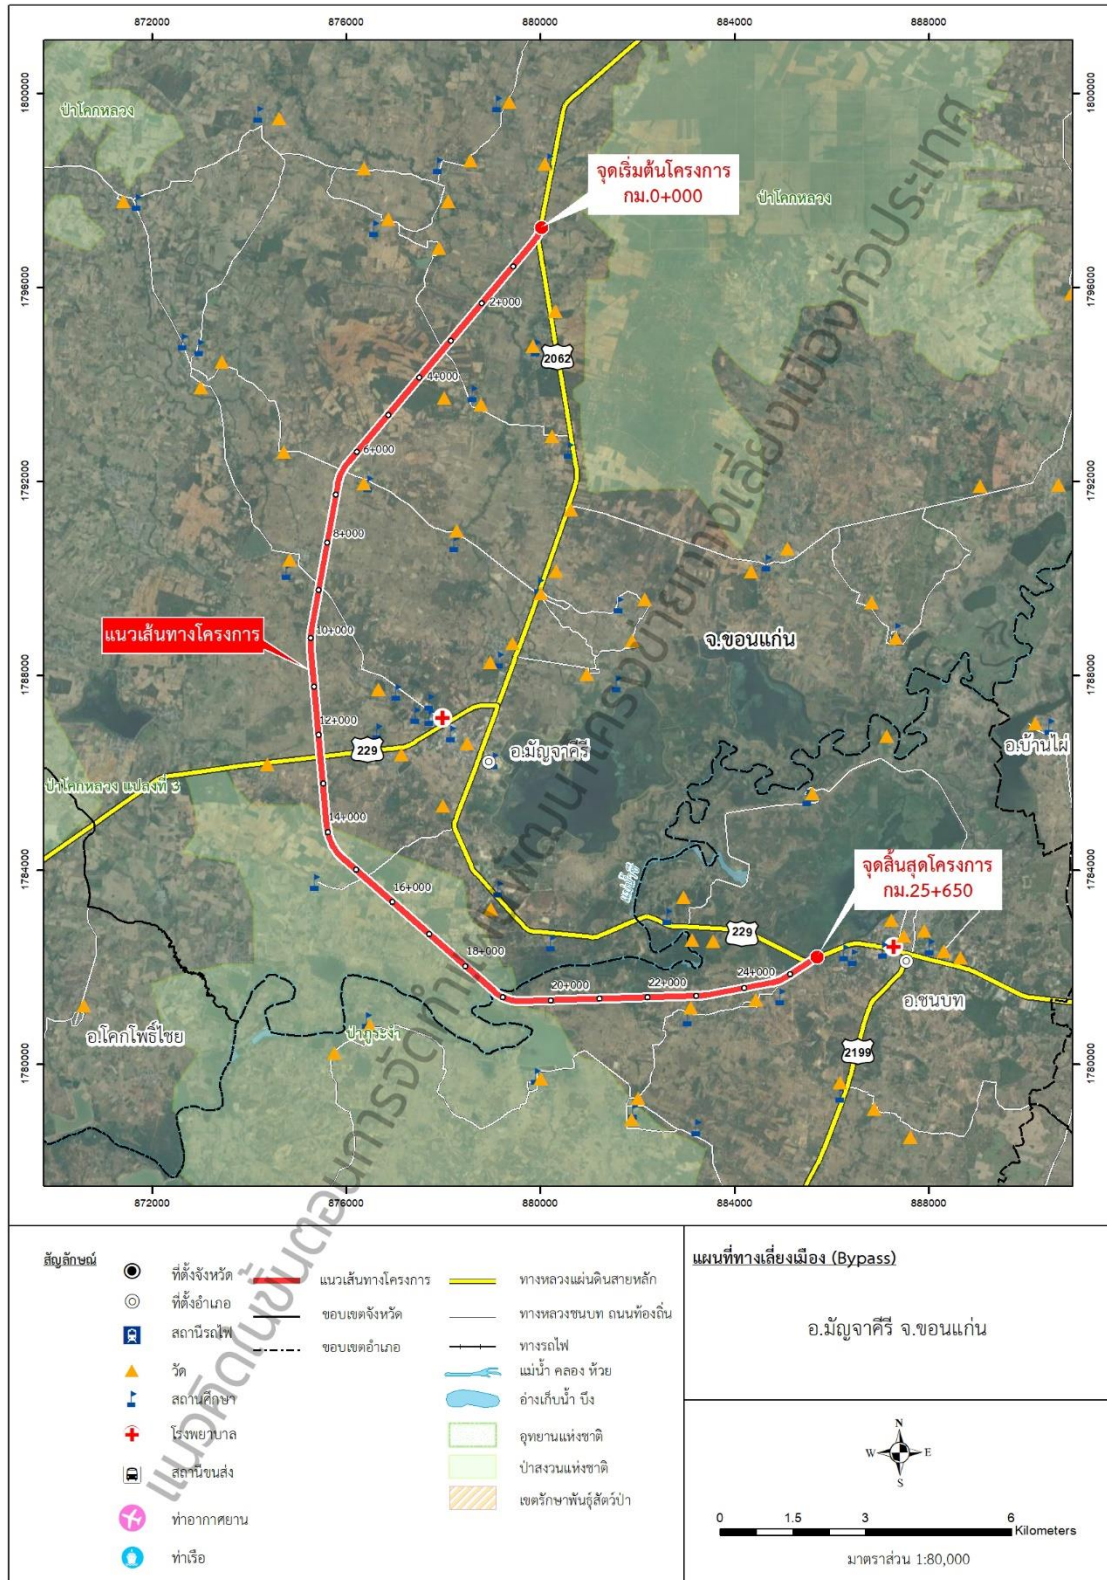 872000
876000
880000
884000
888000
1800000
1800000
ป่าโคกหลวง
จุดเริ่มต้นโครงการ
กม.0+000
ป่าโคกหลวง
1796000
1796000
2+000
2062
4+000
6+000
1792000
1792000
8+000
10+000
แนวเส้นทางโครงการ
จ.ขอนแก่น
1788000
1788000
12+000
229
อ.มัญจาคีรี
อ.บ้านไผ่
ป่าโคกหลวง แปลงที่ 3
14+000
1784000
1784000
จุดสิ้นสุดโครงการ
กม.25+650
16+000
229
18+000
20+000
22+000
24+000
อ.ชนบท
อ.โคกโพธิ์ไชย
ป่าภูระงำ
2199
1780000
1780000
872000
876000
880000
884000
888000
สัญลักษณ์
ที่ตั้งจังหวัด
ที่ตั้งอำเภอ
สถานีรถไฟ
วัด
สถานศึกษา
โรงพยาบาล
สถานีขนส่ง
ท่าอากาศยาน
ท่าเรือ
แนวเส้นทางโครงการ
ขอบเขตจังหวัด
ขอบเขตอำเภอ
ทางหลวงแผ่นดินสายหลัก
ทางหลวงชนบท ถนนท้องถิ่น
ทางรถไฟ
แม่น้ำ คลอง ห้วย
อ่างเก็บน้ำ บึง
อุทยานแห่งชาติ
ป่าสงวนแห่งชาติ
เขตรักษาพันธุ์สัตว์ป่า
แผนที่ทางเลี่ยงเมือง (Bypass)
อ.มัญจาคีรี จ.ขอนแก่น
N
W
E
S
0 1.5 3 6
Kilometers
มาตราส่วน 1:80,000